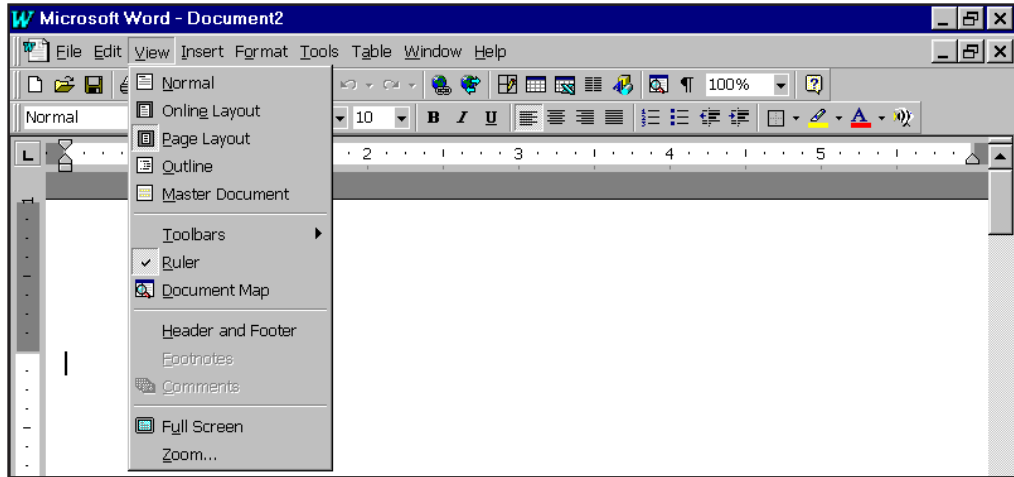 Microsoft Word - Document2
File Edit View Insert Format Tools Table Window Help
100%
Normal 10 B I U A
L 2 3 4 5
1
Normal
Online Layout
Page Layout
Outline
Master Document
Toolbars
Ruler
Document Map
Header and Footer
Footnotes
Comments
Full Screen
Zoom...